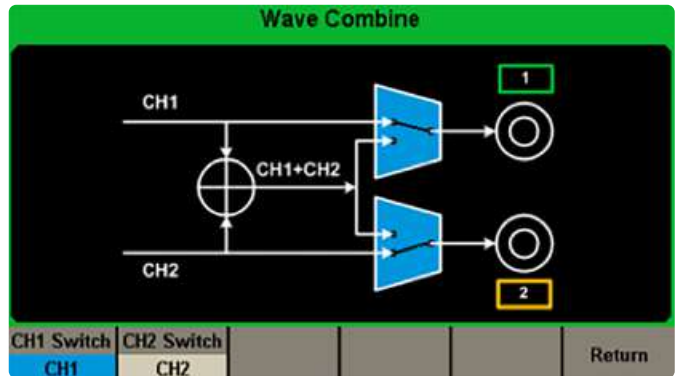 Wave Combine
1
CH1
CH1+CH2
CH2
2
CH1 Switch CH2 Switch
CH1 CH2 Return